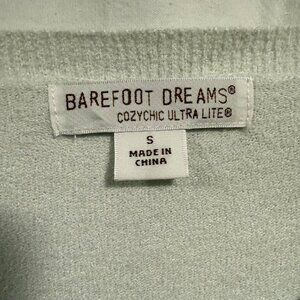 BAREFOOT DREAMS®
COZYCHIC ULTRA LITE®
S
MADE IN
CHINA